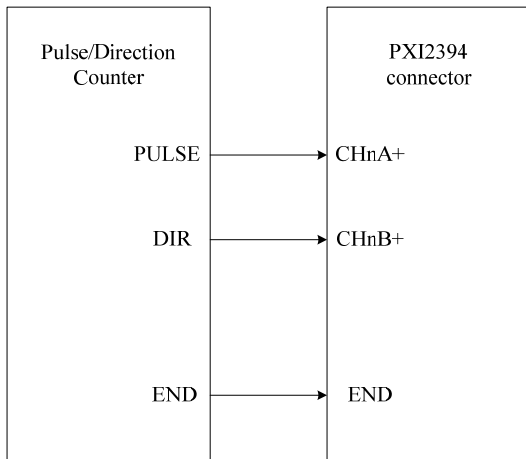 Pulse/Direction
Counter
PXI2394
connector
PULSE
CHnA+
DIR
CHnB+
END
END